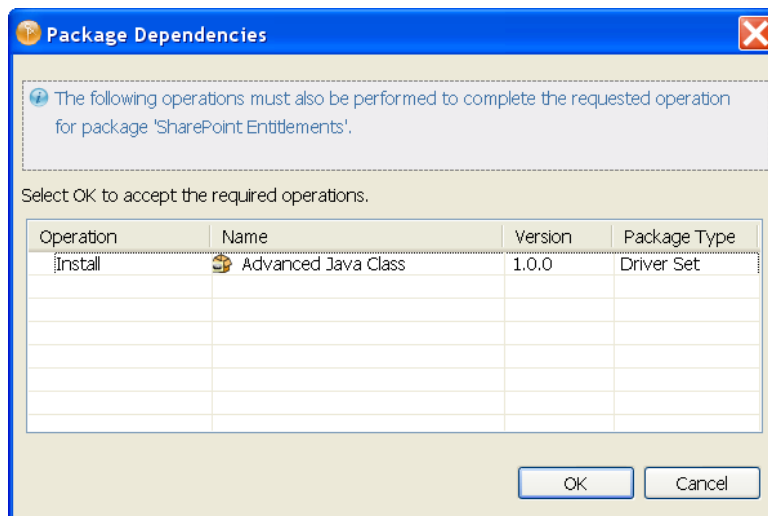 Package Dependencies
The following operations must also be performed to complete the requested operation
for package 'SharePoint Entitlements'.
Select OK to accept the required operations.
Operation Name Version Package Type
Install Advanced Java Class 1.0.0 Driver Set
OK Cancel